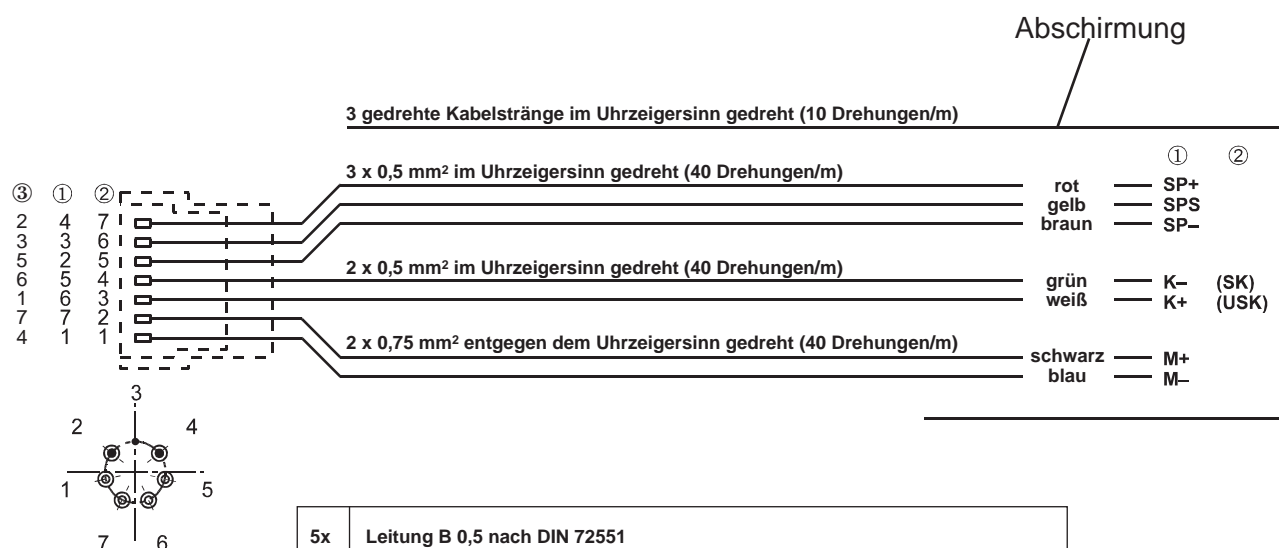 Abschirmung
3 gedrehte Kabelstränge im Uhrzeigersinn gedreht (10 Drehungen/m)
① ②
3 x 0,5 mm² im Uhrzeigersinn gedreht (40 Drehungen/m)
③ ① ②
rot SP+
2 4 7
gelb SPS
3 3 6
braun SP–
5 2 5
2 x 0,5 mm² im Uhrzeigersinn gedreht (40 Drehungen/m)
6 5 4
grün K– (SK)
1 6 3
weiß K+ (USK)
7 7 2
4 1 1
2 x 0,75 mm² entgegen dem Uhrzeigersinn gedreht (40 Drehungen/m)
schwarz M+
blau M–
3
2 4
1 5
7 6
5x Leitung B 0,5 nach DIN 72551